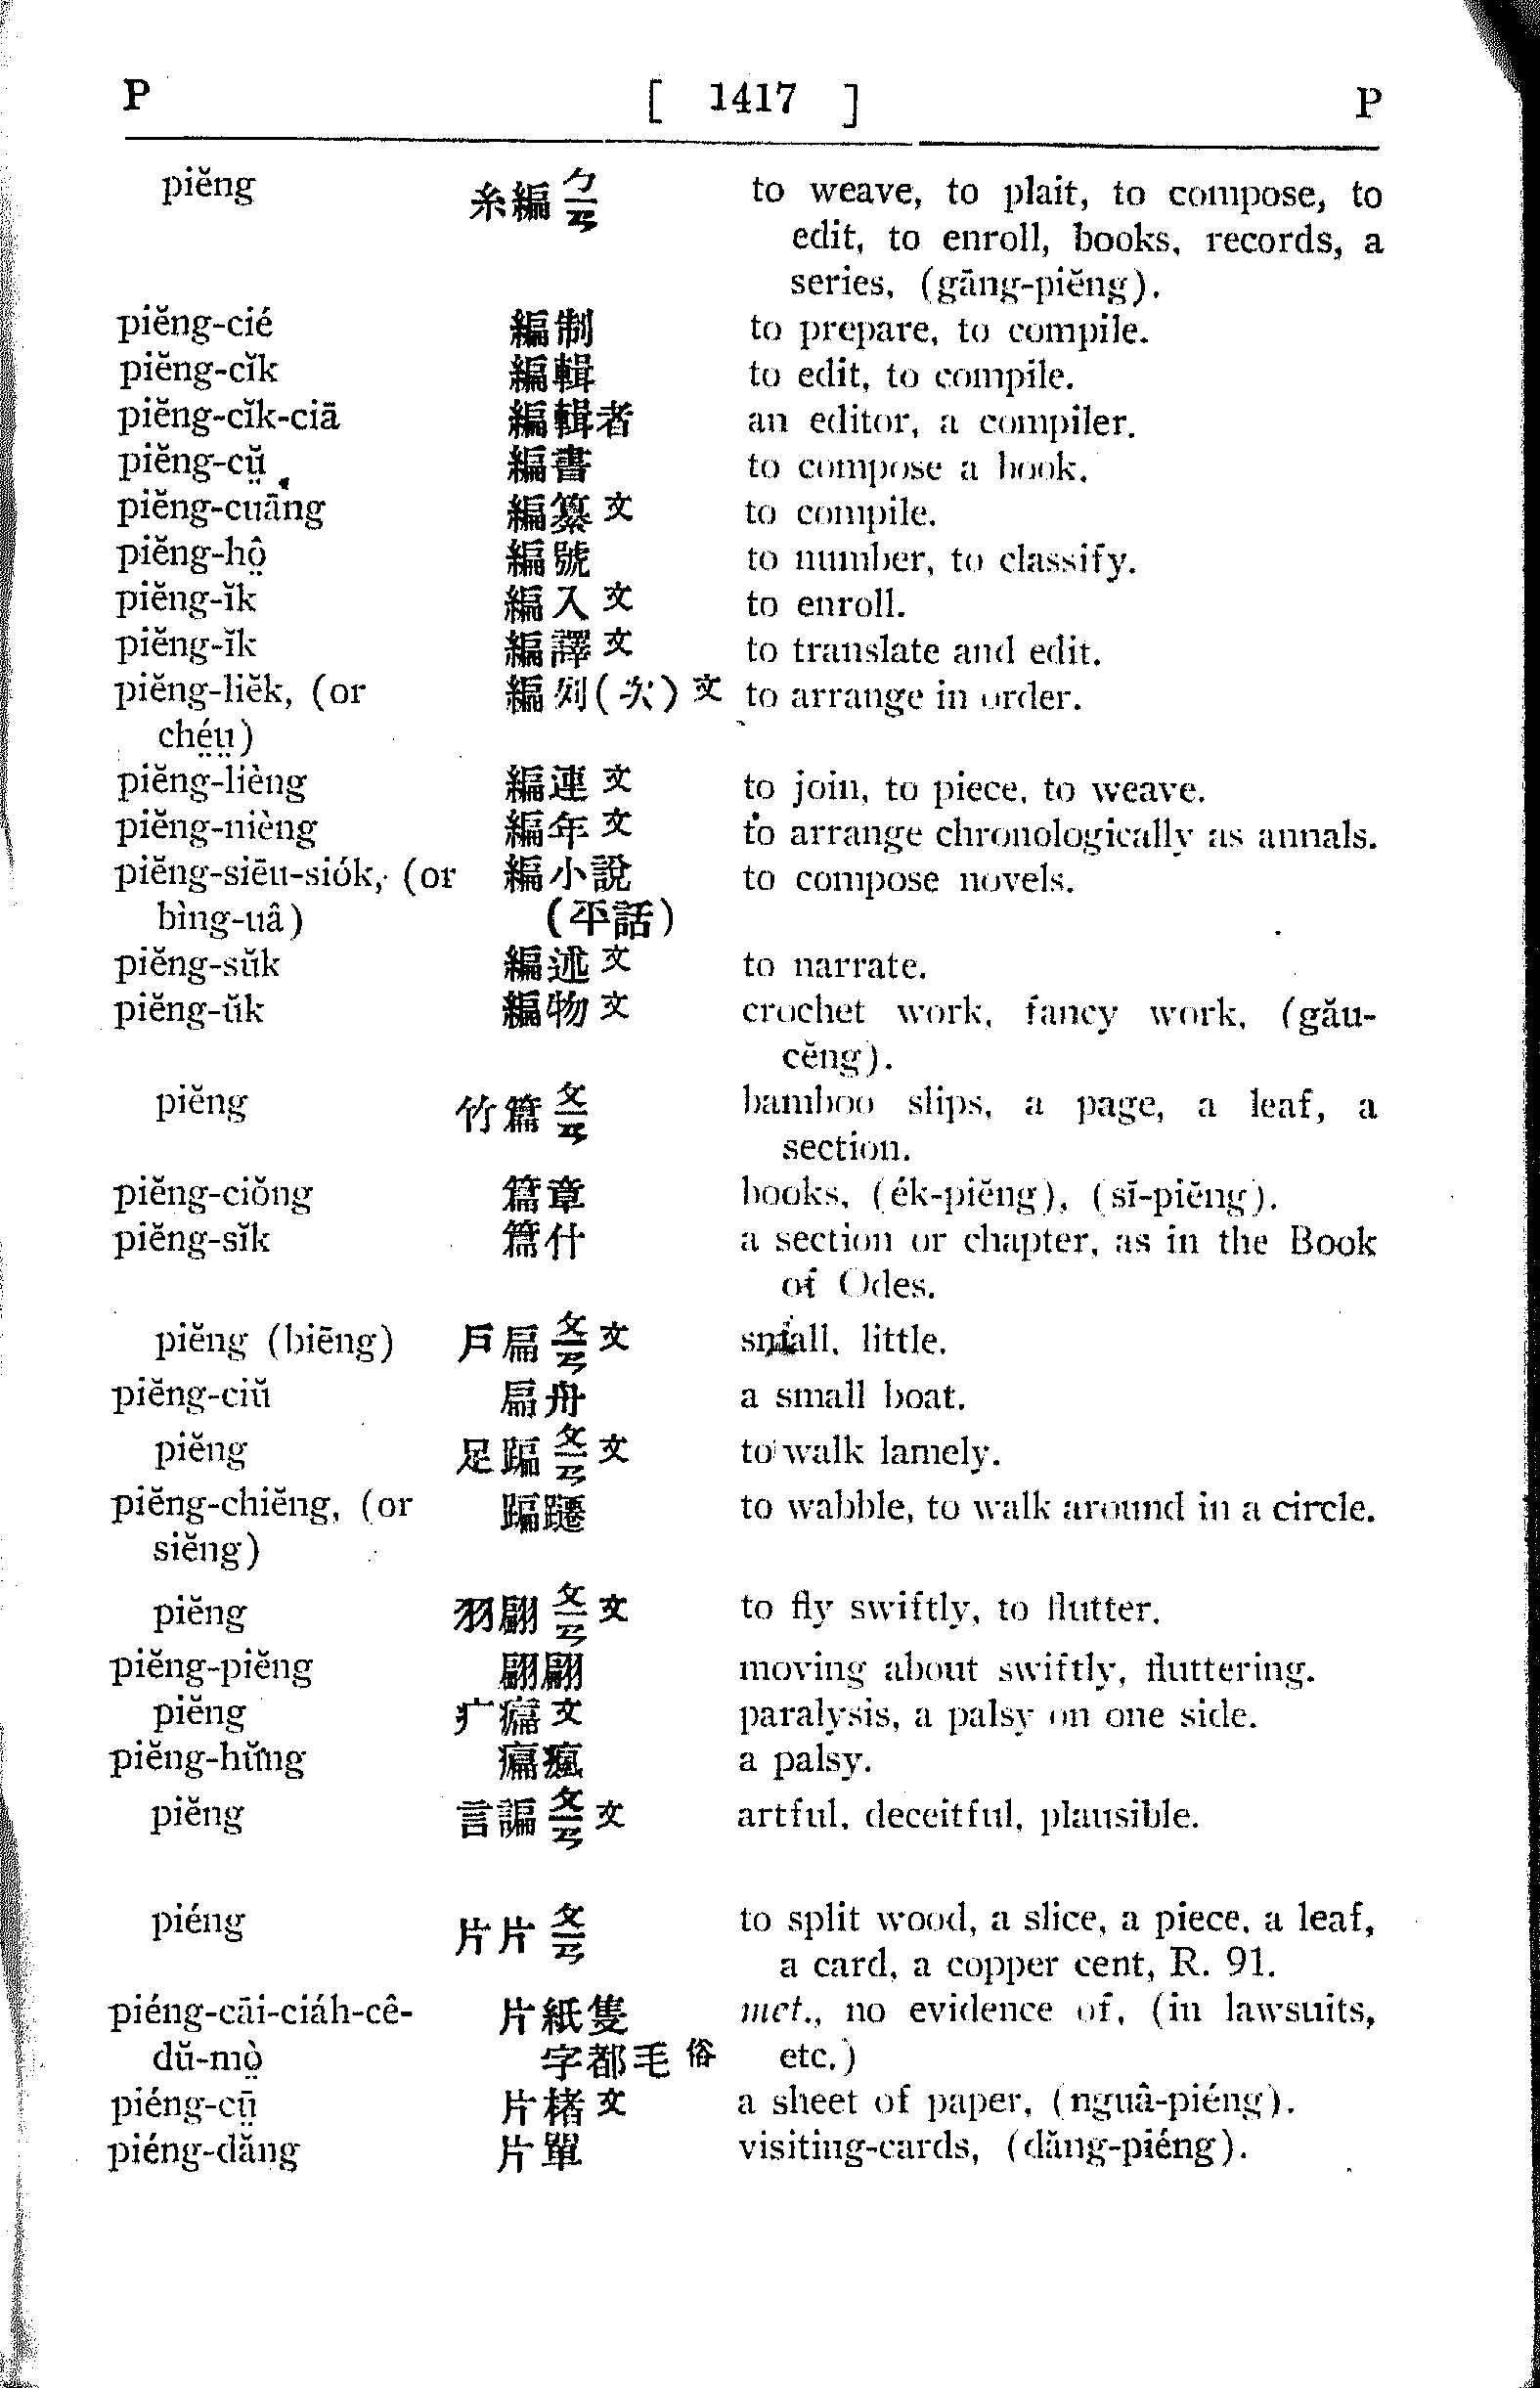 P [ 1417 ] P
piĕng 糸編 ㄅㄧㄢ to weave, to plait, to compose, to
edit, to enroll, books, records, a
series, (gāng-piĕng).
piĕng-cié 編制 to prepare, to compile.
piĕng-cĭk 編輯 to edit, to compile.
piĕng-cĭk-ciā 編輯者 an editor, a compiler.
piĕng-cṳ̆ 編書 to compose a book.
piĕng-cuāng 編纂文 to compile.
piĕng-hô̤ 編號 to number, to classify.
piĕng-ĭk 編入文 to enroll.
piĕng-ĭk 編譯文 to translate and edit.
piĕng-liĕk, (or 編列(次)文 to arrange in order.
ché̤ṳ)
piĕng-lièng 編連文 to join, to piece, to weave.
piĕng-nièng 編年文 to arrange chronologically as annals.
piĕng-siēu-siók, (or 編小說 to compose novels.
bìng-uâ) (平話)
piĕng-sŭk 編述文 to narrate.
piĕng-ŭk 編物文 crochet work, fancy work, (gău-
cĕng).
piĕng 竹篇 ㄆㄧㄢ bamboo slips, a page, a leaf, a
section.
piĕng-ciŏng 篇章 books, (ék-piĕng), (sĭ-piĕng).
piĕng-sĭk 篇什 a section or chapter, as in the Book
of Odes.
piĕng (biēng) 戶扁 ㄆㄧㄢ 文 small, little.
piĕng-ciŭ 扁舟 a small boat.
piĕng 足蹁 ㄆㄧㄢ 文 to walk lamely.
piĕng-chiĕng, (or 蹁躚 to wabble, to walk around in a circle.
siĕng)
piĕng 羽翩 ㄆㄧㄢ 文 to fly swiftly, to flutter.
piĕng-piĕng 翩翩 moving about swiftly, fluttering.
piĕng 疒㾫文 paralysis, a palsy on one side.
piĕng-hŭng 㾫瘋 a palsy.
piĕng 言諞 ㄆㄧㄢ 文 artful, deceitful, plausible.
piéng 片片 ㄆㄧㄢ to split wood, a slice, a piece, a leaf,
a card, a copper cent, R. 91.
piéng-cāi-ciáh-cê- 片紙隻 met., no evidence of, (in lawsuits,
dŭ-mò̤ 字都毛俗 etc.)
piéng-cṳ̄ 片楮文 a sheet of paper, (nguâ-piéng).
piéng-dăng 片單 visiting-cards, (dăng-piéng).